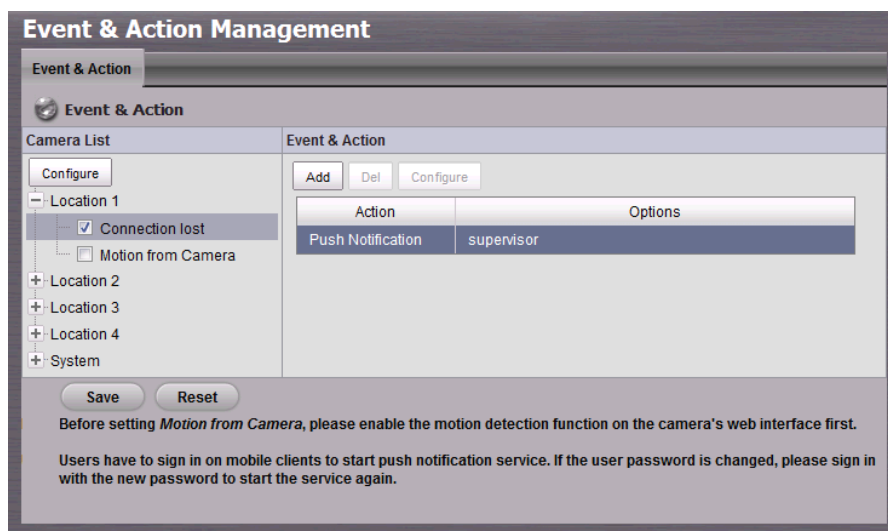 Event & Action Management
Event & Action
Event & Action
Camera List
Configure
Location 1
Connection lost
Motion from Camera
Location 2
Location 3
Location 4
System
Event & Action
Add Del Configure
Action Options
Push Notification supervisor
Save Reset
Before setting Motion from Camera, please enable the motion detection function on the camera's web interface first.
Users have to sign in on mobile clients to start push notification service. If the user password is changed, please sign in
with the new password to start the service again.